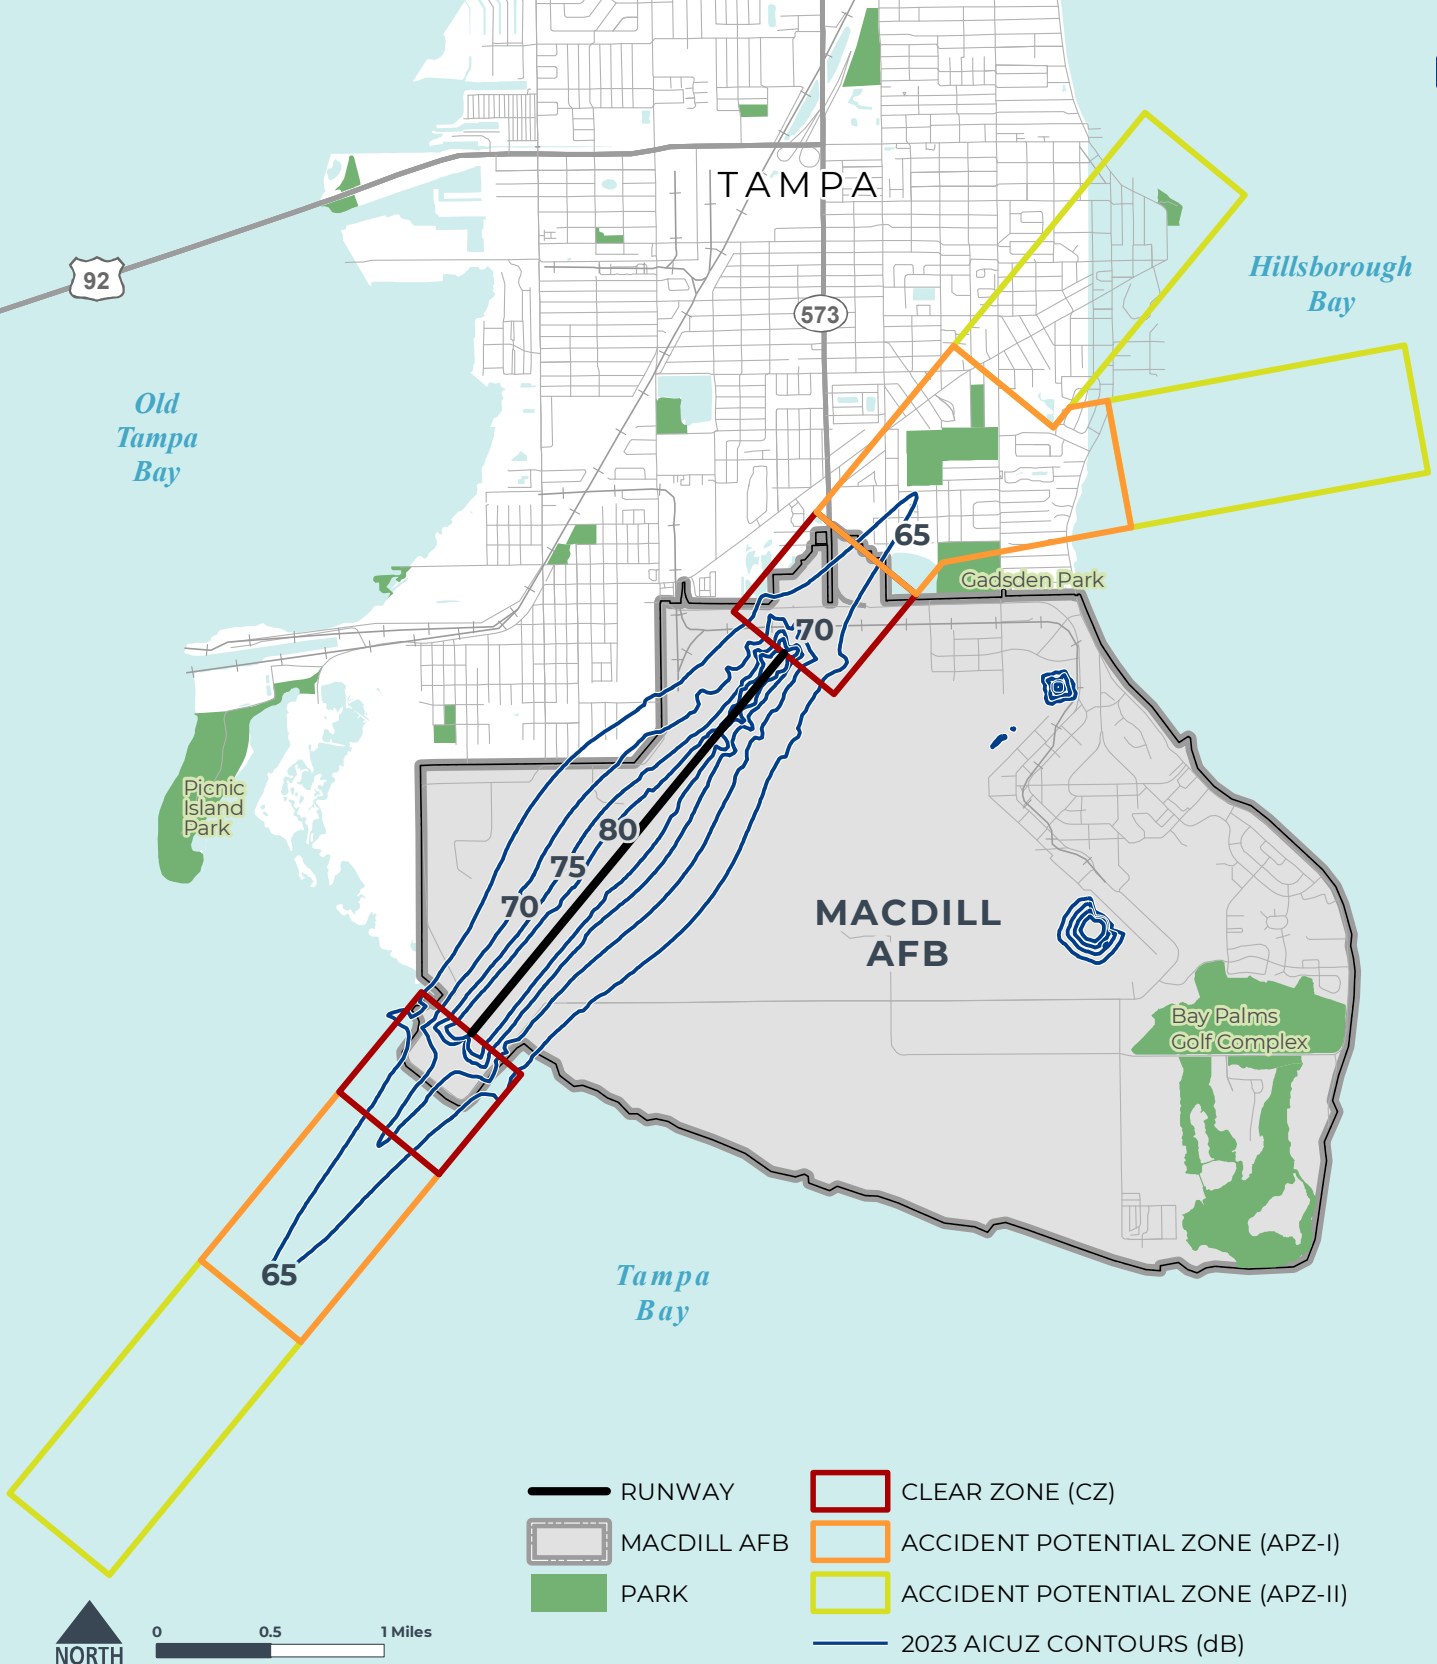 TAMPA
Hillsborough
Bay
92
573
Old
Tampa
Bay
65
Gadsden Park
70
Picnic
Island
Park
80
75
70
MACDILL
AFB
Bay Palms
Golf Complex
65
Tampa
Bay
RUNWAY
MACDILL AFB
PARK
CLEAR ZONE (CZ)
ACCIDENT POTENTIAL ZONE (APZ-I)
ACCIDENT POTENTIAL ZONE (APZ-II)
2023 AICUZ CONTOURS (dB)
NORTH
0 0.5 1 Miles